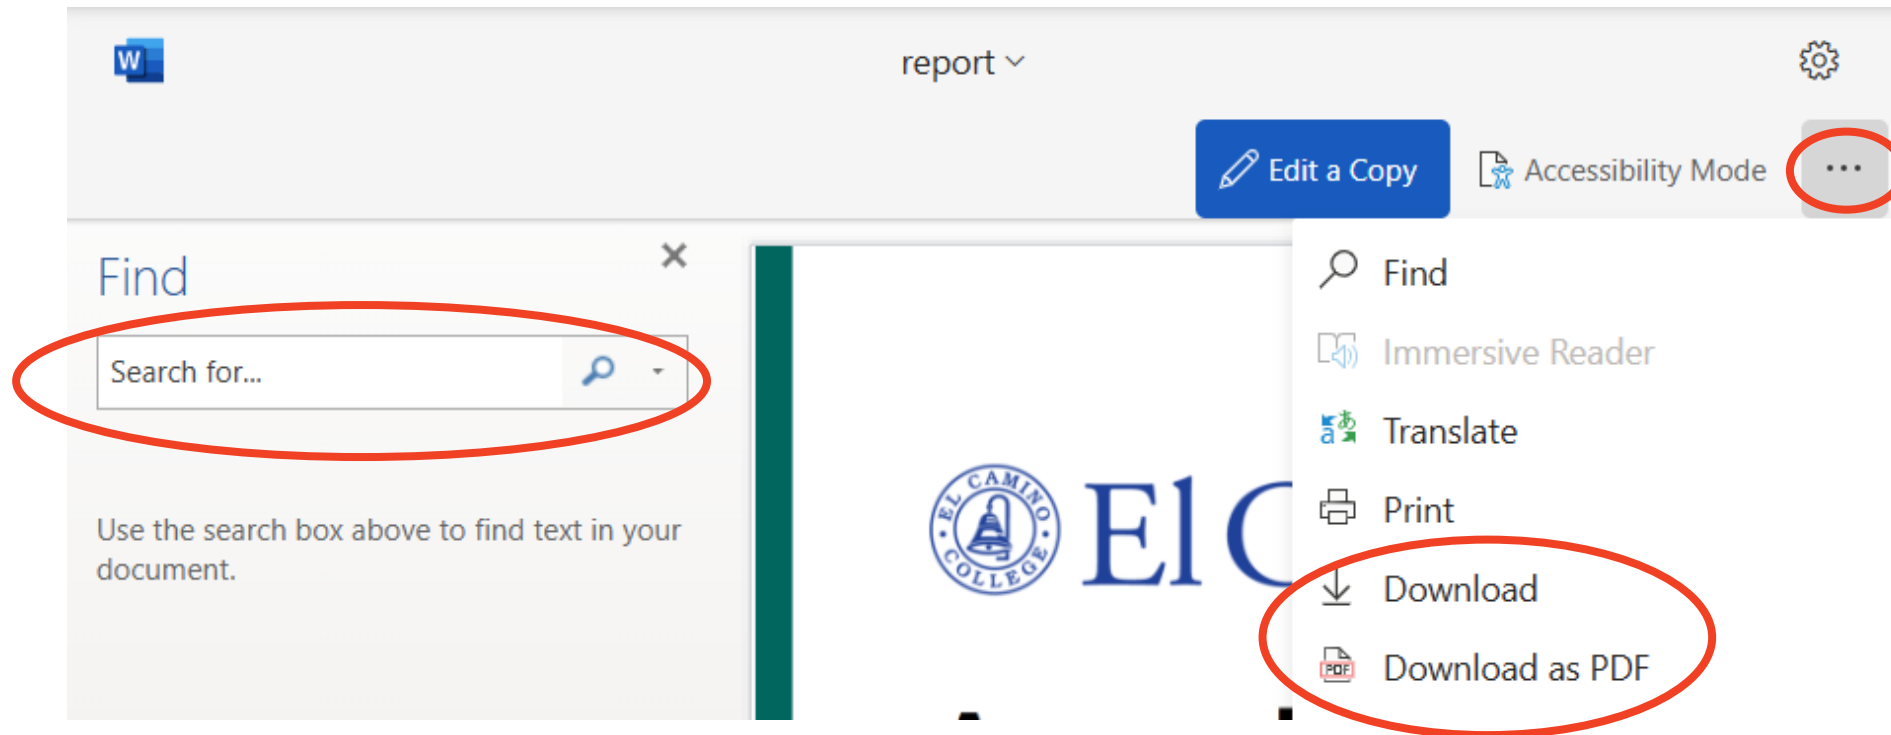 W
report
Edit a Copy
Accessibility Mode
...
Find
Search for...
Use the search box above to find text in your
document.
EL CAMINO
COLLEGE
El C
Find
Immersive Reader
Translate
Print
Download
PDF
Download as PDF